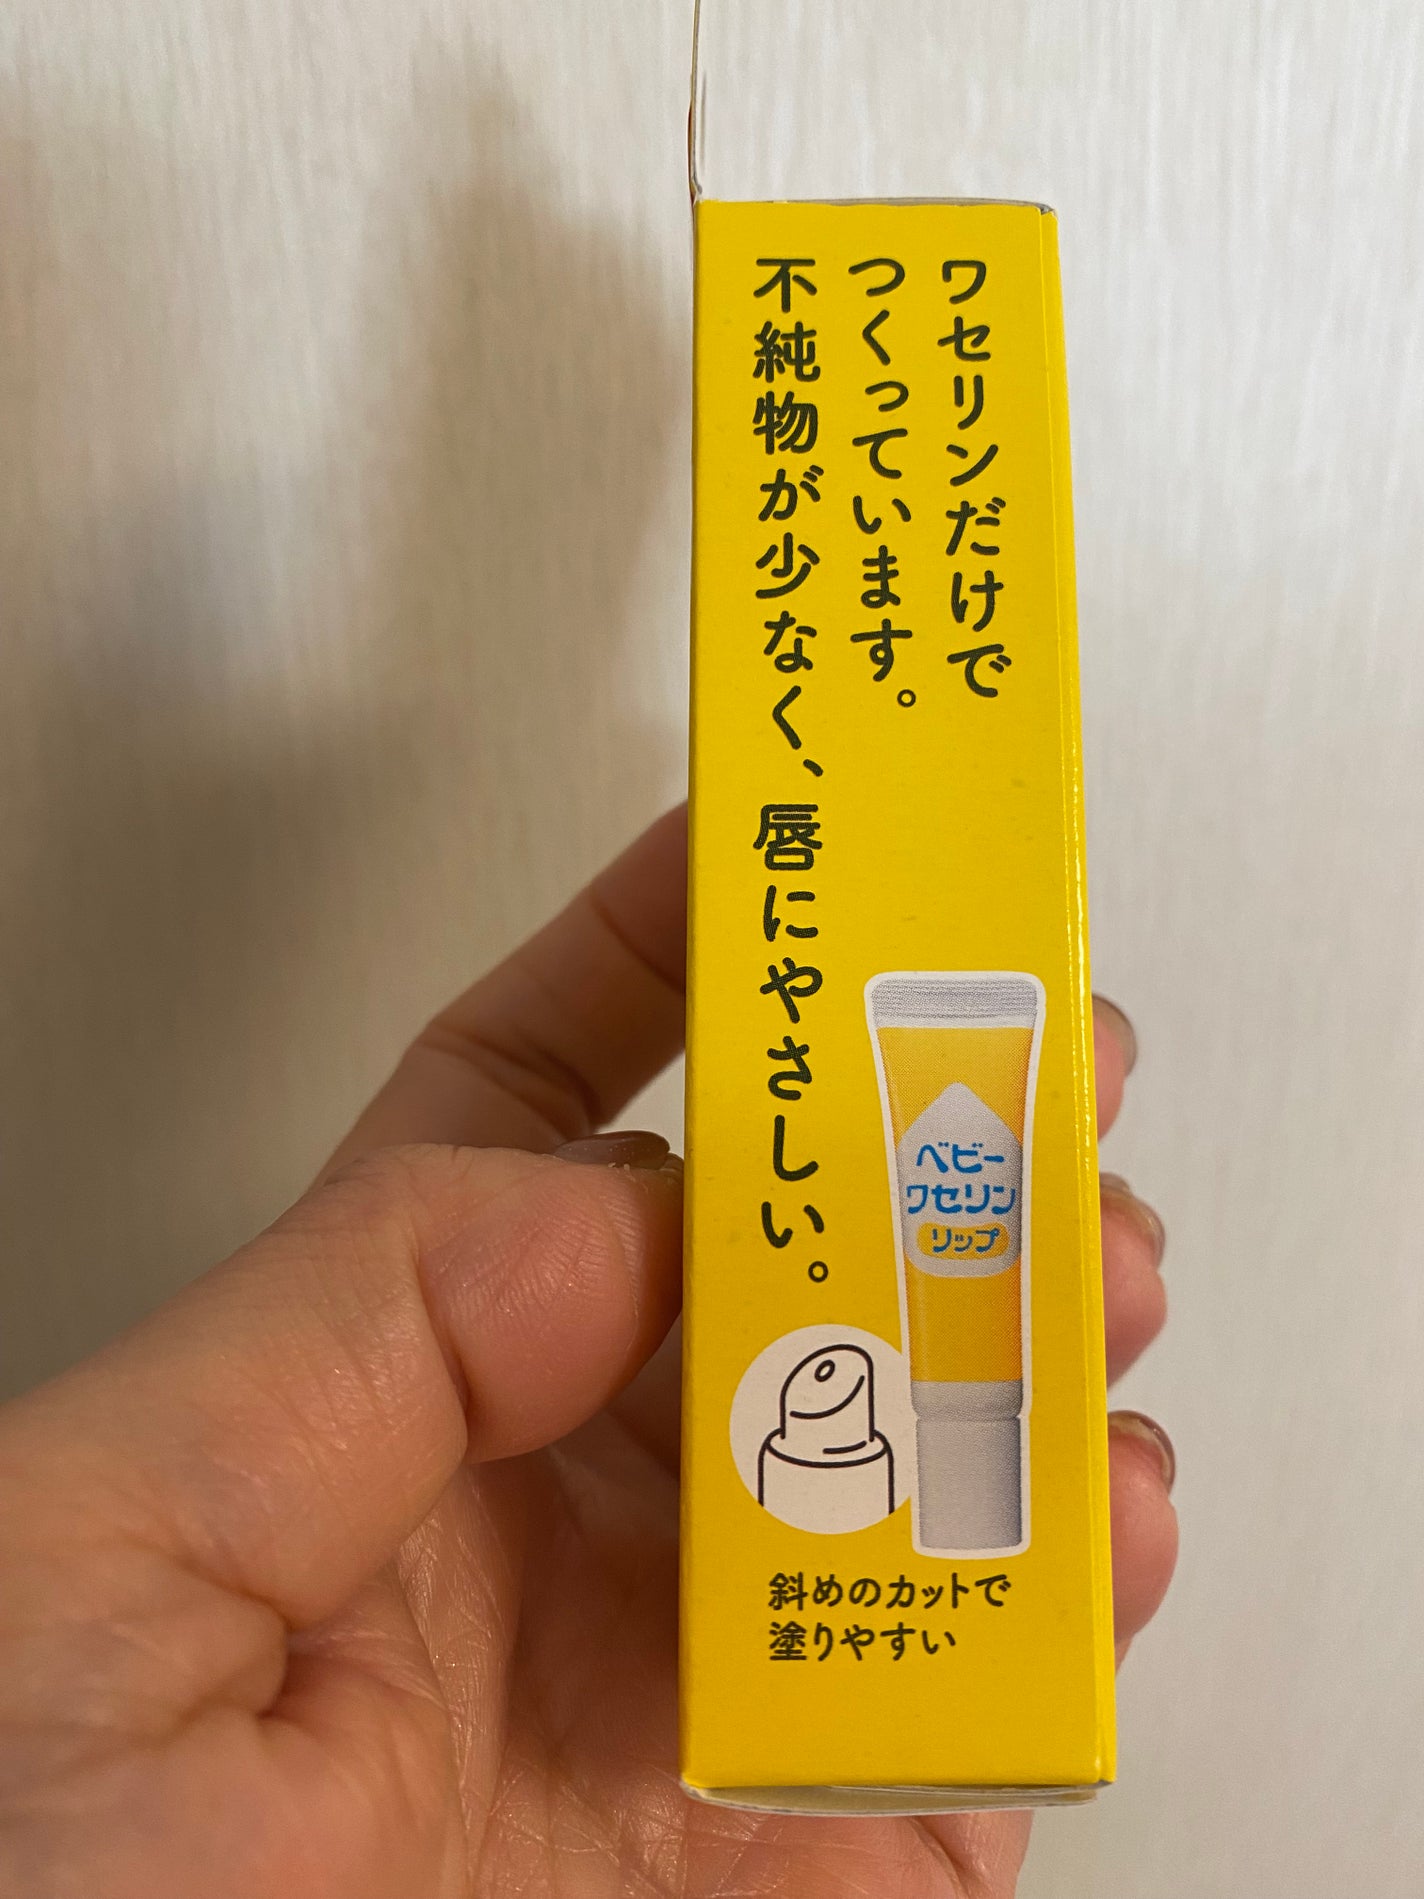 ワセリンだけで
つくっています。
不純物が少なく、唇にやさしい。
ベビー
ワセリン
リップ
斜めのカットで
塗りやすい